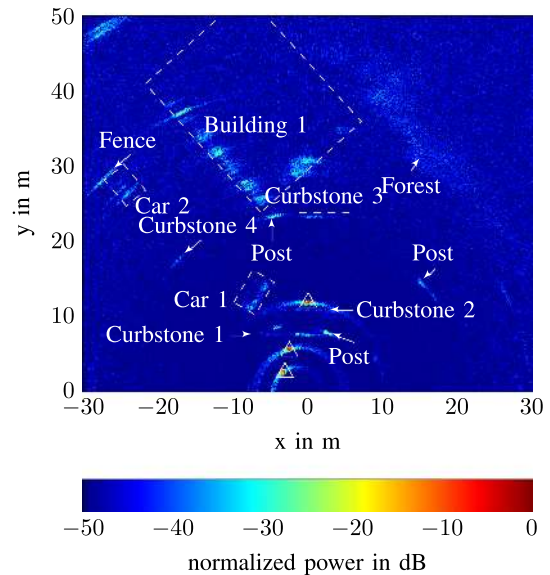 50
40
30
20
10
0
y in m
Building 1
Fence
Curbstone 3
Forest
Car 2
Curbstone 4
Post
Post
Car 1
Curbstone 2
Curbstone 1
Post
−30 −20 −10 0 10 20 30
x in m
−50 −40 −30 −20 −10 0
normalized power in dB